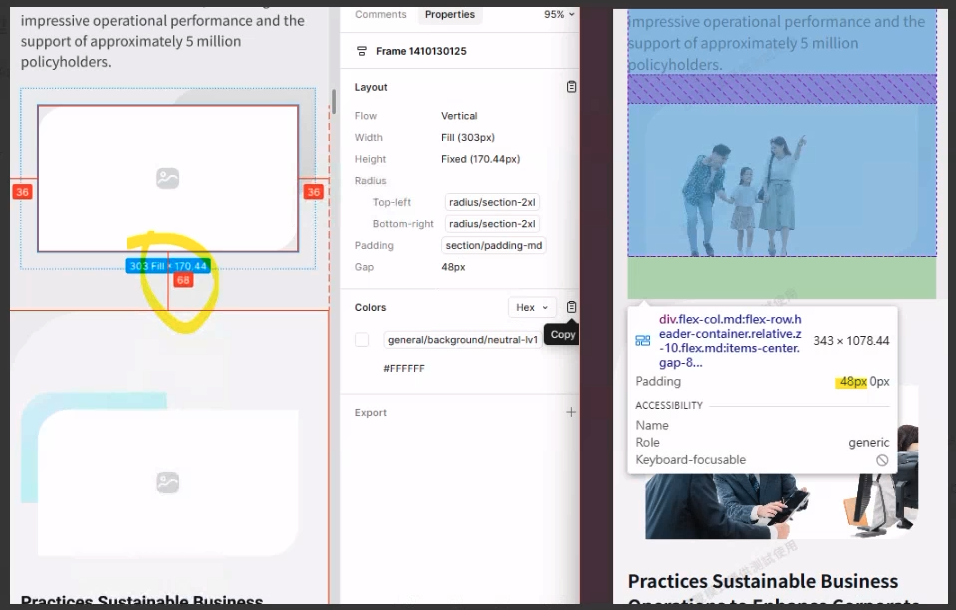 impressive operational performance and the
support of approximately 5 million
policyholders.
36
36
303 Fill × 170.44
68
Practices Sustainable Business
Comments
Properties
95%
Frame 1410130125
Layout
Flow
Vertical
Width
Fill (303px)
Height
Fixed (170.44px)
Radius
Top-left
radius/section-2xl
Bottom-right
radius/section-2xl
Padding
section/padding-md
Gap
48px
Colors
Hex
Copy
general/background/neutral-lv1
#FFFFFF
Export
impressive operational performance and the
support of approximately 5 million
policyholders.
div.flex-col.md:flex-row.h
eader-container.relative.z
-10.flex.md:items-center.
gap-8...
343 × 1078.44
Padding
48px 0px
ACCESSIBILITY
Name
Role
generic
Keyboard-focusable
Practices Sustainable Business
Operations to Enhance Corporate